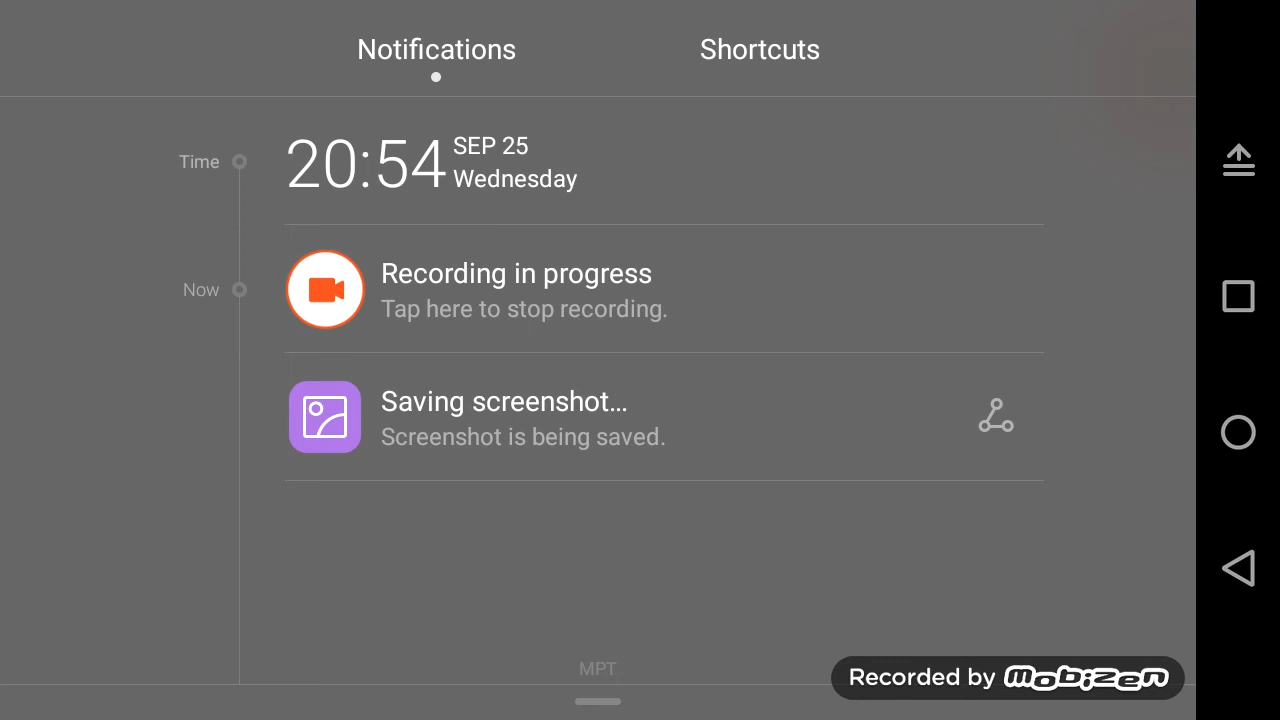 Notifications
Shortcuts
Time
20:54
SEP 25
Wednesday
Now
Recording in progress
Tap here to stop recording.
Saving screenshot...
Screenshot is being saved.
MPT
Recorded by mobizen